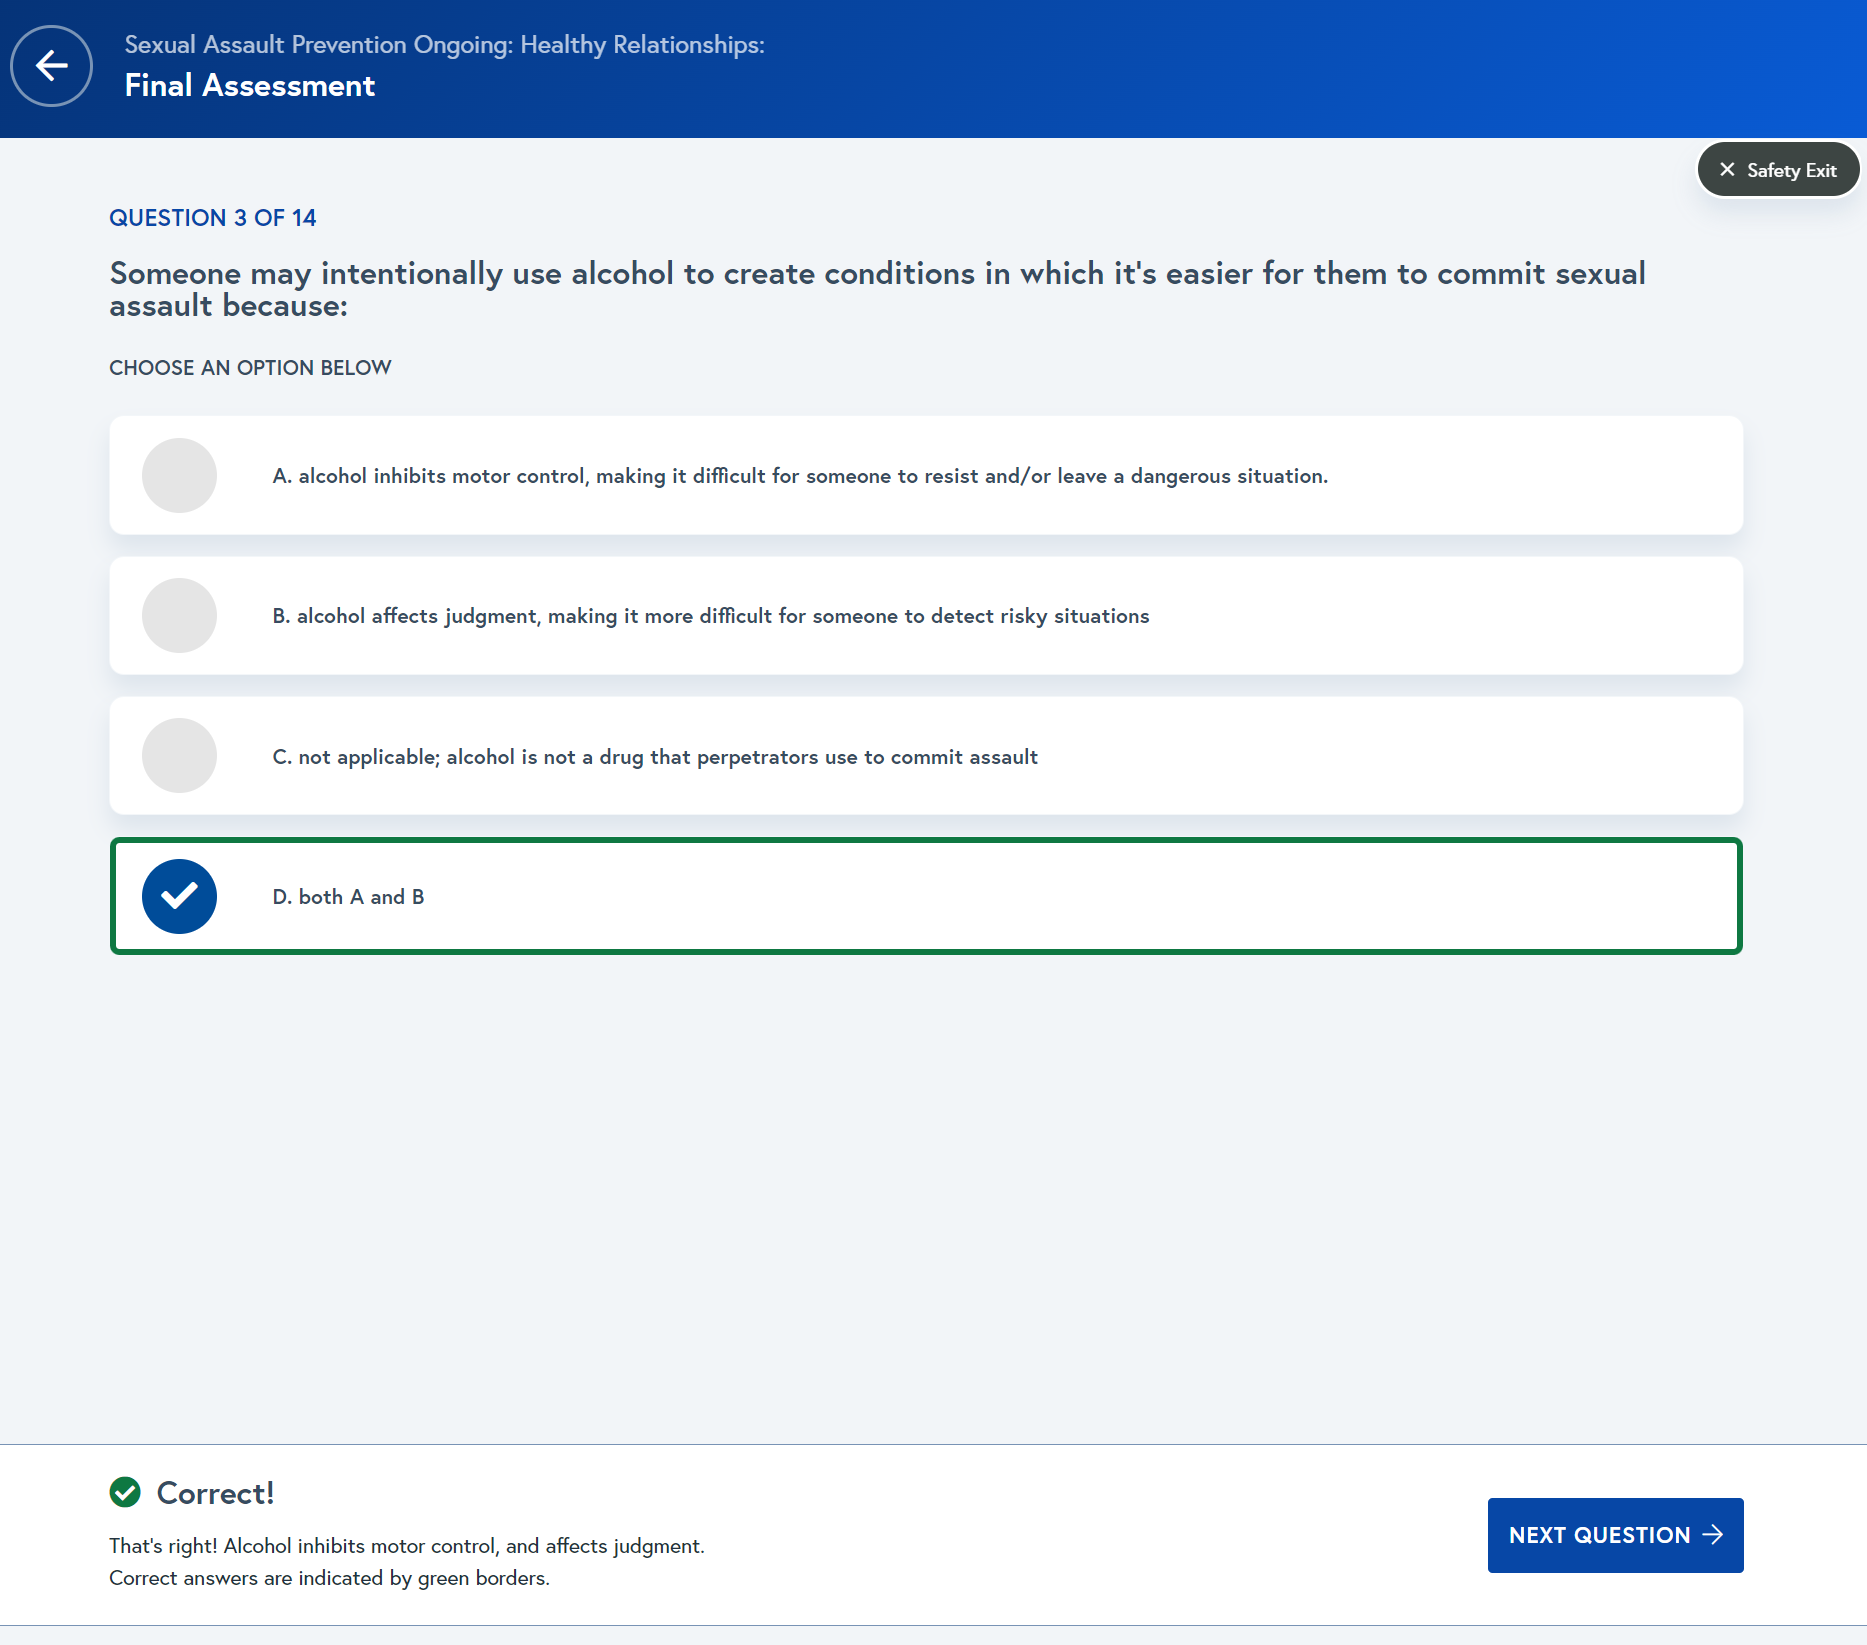 Sexual Assault Prevention Ongoing: Healthy Relationships:
Final Assessment
Safety Exit
QUESTION 3 OF 14
Someone may intentionally use alcohol to create conditions in which it's easier for them to commit sexual
assault because:
CHOOSE AN OPTION BELOW
A. alcohol inhibits motor control, making it difficult for someone to resist and/or leave a dangerous situation.
B. alcohol affects judgment, making it more difficult for someone to detect risky situations
C. not applicable; alcohol is not a drug that perpetrators use to commit assault
D. both A and B
Correct!
That's right! Alcohol inhibits motor control, and affects judgment.
Correct answers are indicated by green borders.
NEXT QUESTION